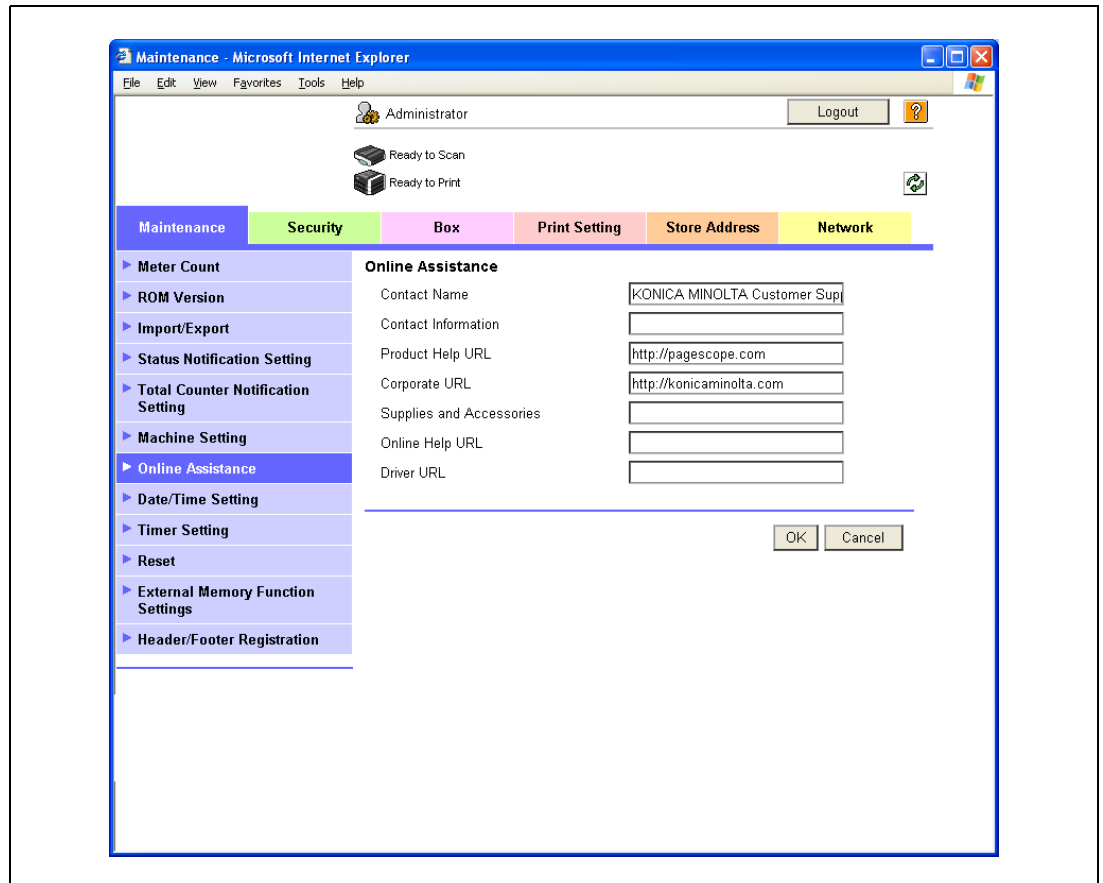 Maintenance - Microsoft Internet Explorer
File Edit View Favorites Tools Help
Administrator
Logout
?
Ready to Scan
Ready to Print
Maintenance Security Box Print Setting Store Address Network
Meter Count
ROM Version
Import/Export
Status Notification Setting
Total Counter Notification
Setting
Machine Setting
Online Assistance
Date/Time Setting
Timer Setting
Reset
External Memory Function
Settings
Header/Footer Registration
Online Assistance
Contact Name KONICA MINOLTA Customer Supp
Contact Information
Product Help URL http://pagescope.com
Corporate URL http://konicaminolta.com
Supplies and Accessories
Online Help URL
Driver URL
OK Cancel